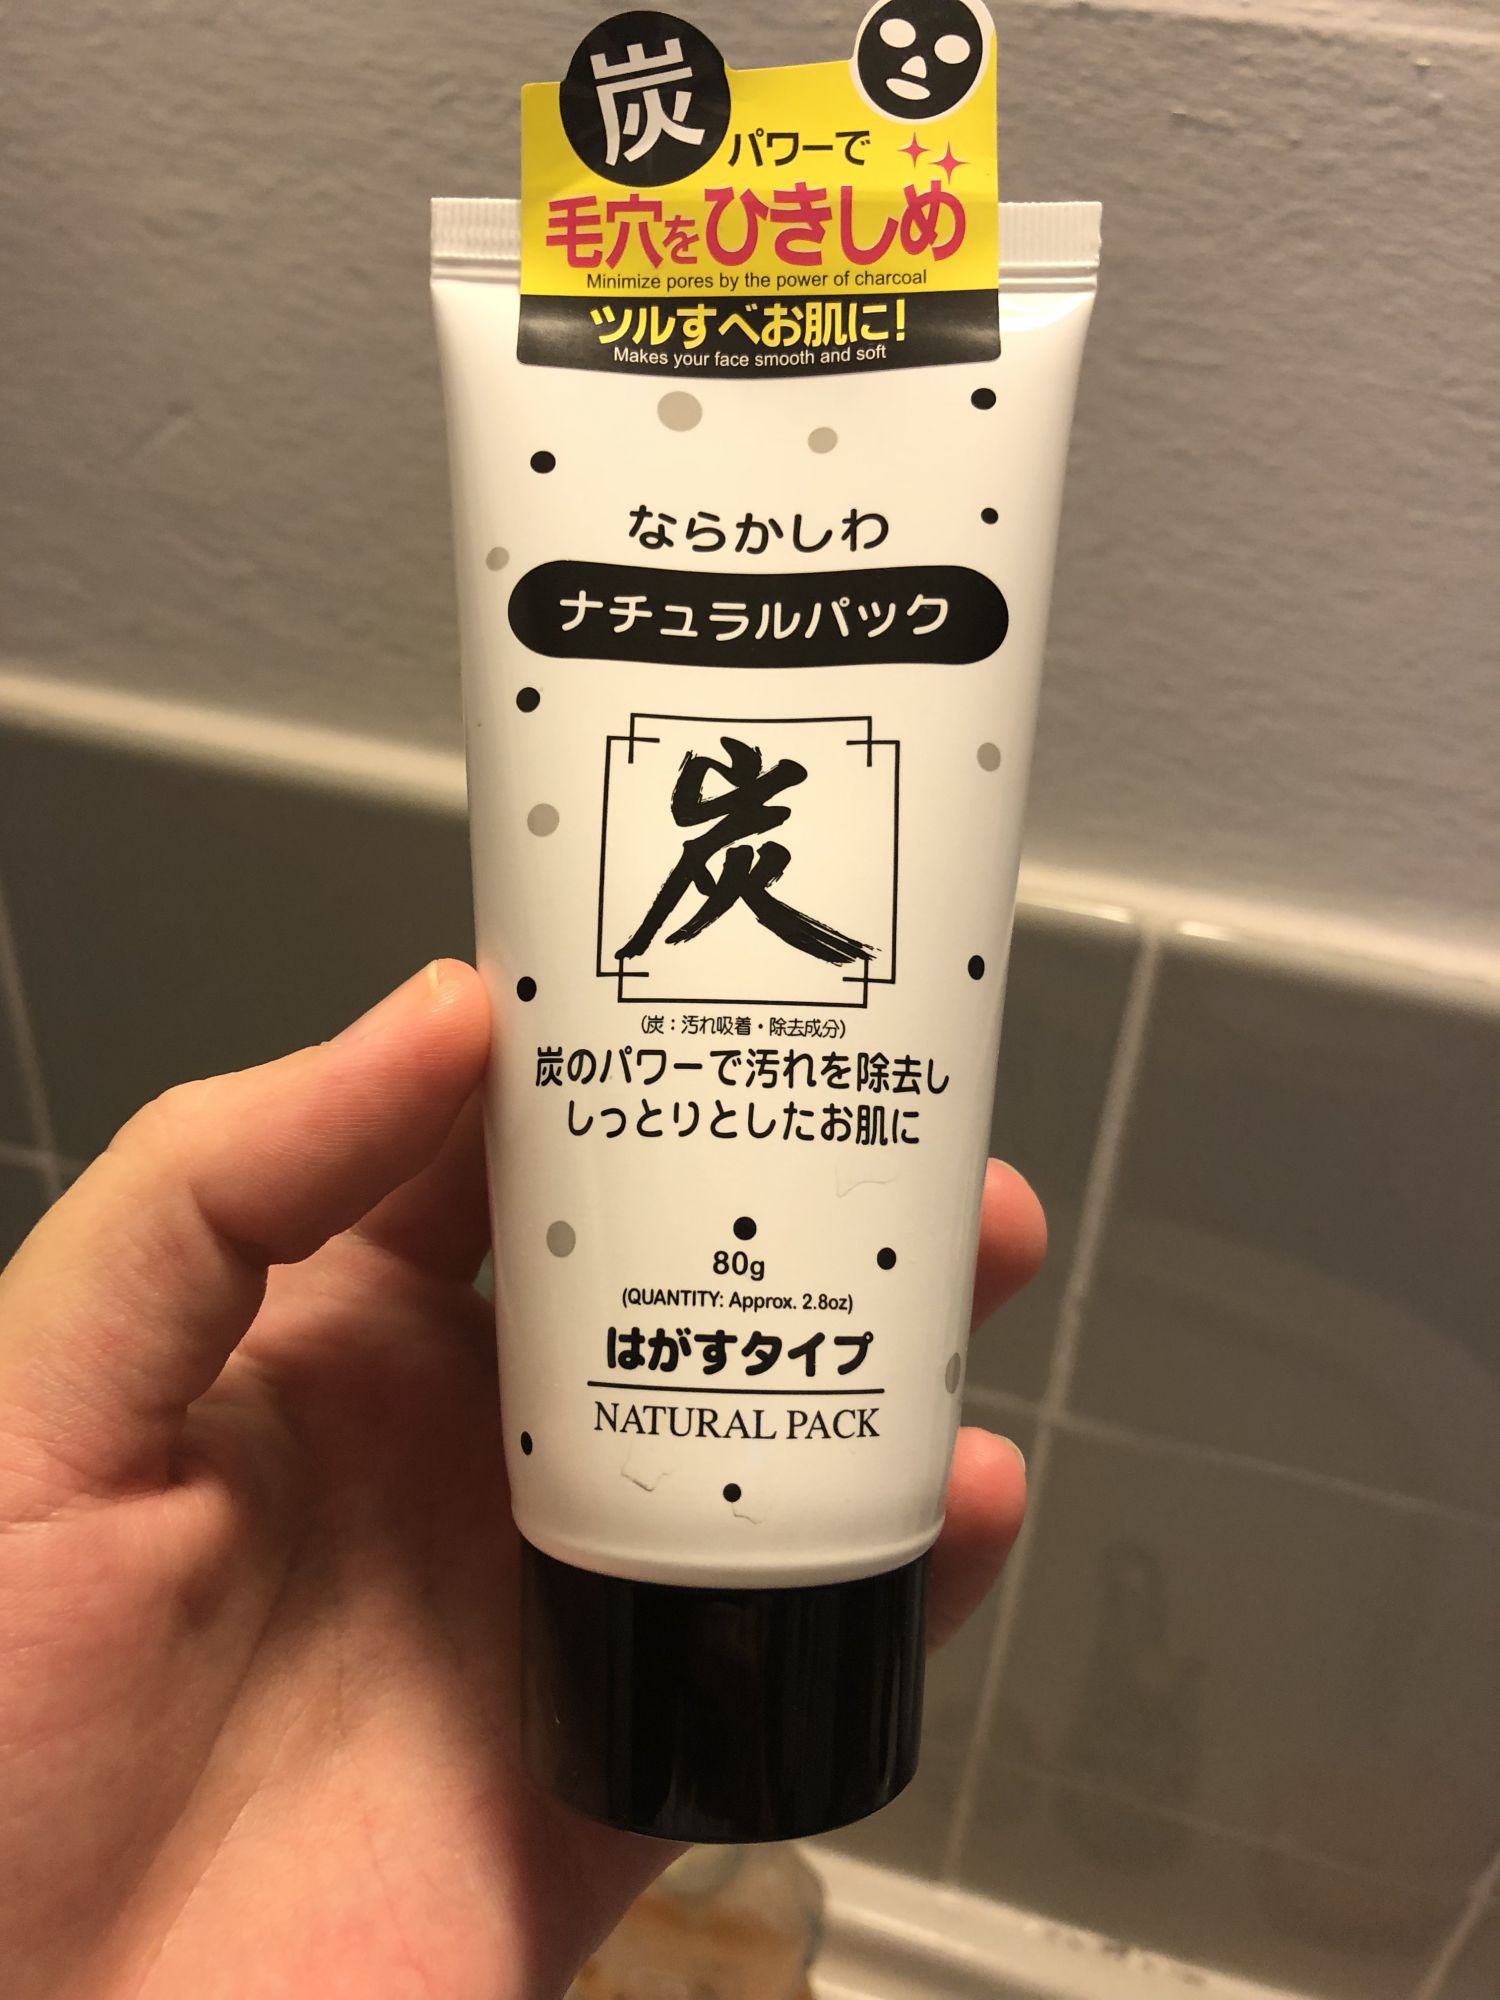 炭
パワーで
毛穴をひきしめ
Minimize pores by the power of charcoal
ツルすべお肌に!
Makes your face smooth and soft
ならかしわ
ナチュラルパック
炭
(炭:汚れ吸着・除去成分)
炭のパワーで汚れを除去し
しっとりとしたお肌に
80g
(QUANTITY: Approx. 2.8oz)
はがすタイプ
NATURAL PACK